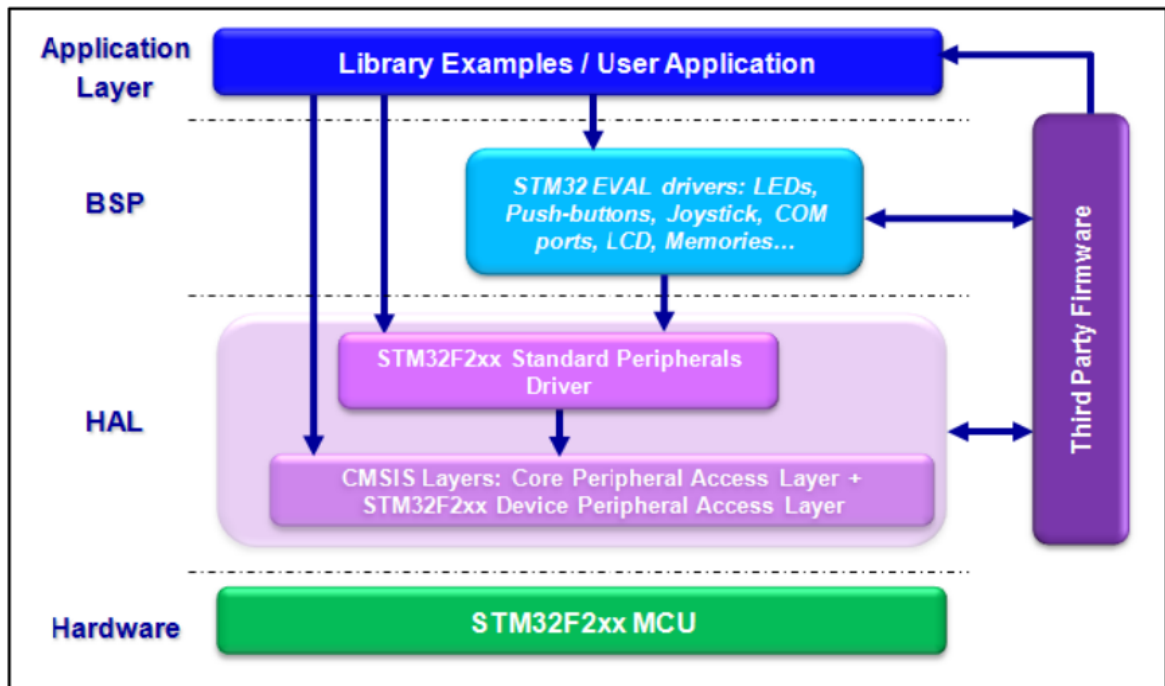 Application
Layer
Library Examples / User Application
BSP
STM32 EVAL drivers: LEDs,
Push-buttons, Joystick, COM
ports, LCD, Memories...
HAL
STM32F2xx Standard Peripherals
Driver
CMSIS Layers: Core Peripheral Access Layer +
STM32F2xx Device Peripheral Access Layer
Third Party Firmware
Hardware
STM32F2xx MCU